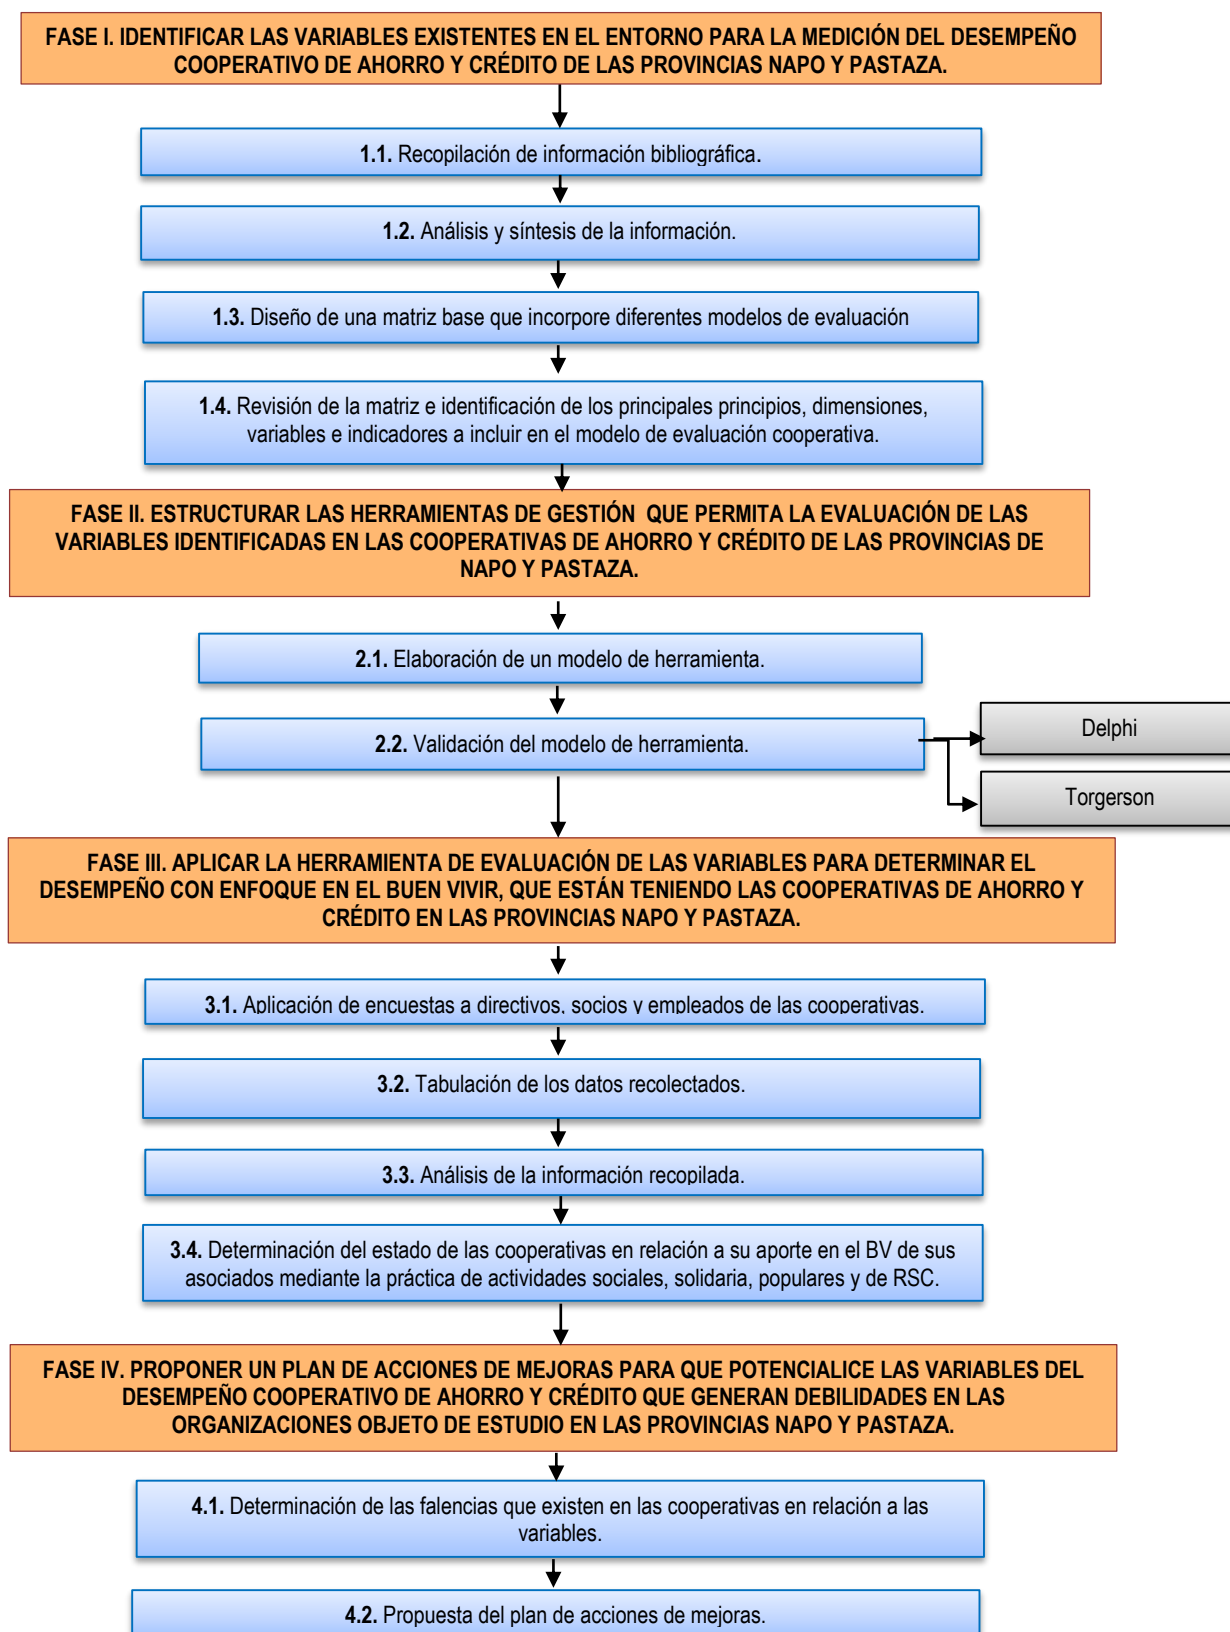 FASE I. IDENTIFICAR LAS VARIABLES EXISTENTES EN EL ENTORNO PARA LA MEDICIÓN DEL DESEMPEÑO
COOPERATIVO DE AHORRO Y CRÉDITO DE LAS PROVINCIAS NAPO Y PASTAZA.
1.1. Recopilación de información bibliográfica.
1.2. Análisis y síntesis de la información.
1.3. Diseño de una matriz base que incorpore diferentes modelos de evaluación
1.4. Revisión de la matriz e identificación de los principales principios, dimensiones,
variables e indicadores a incluir en el modelo de evaluación cooperativa.
FASE II. ESTRUCTURAR LAS HERRAMIENTAS DE GESTIÓN QUE PERMITA LA EVALUACIÓN DE LAS
VARIABLES IDENTIFICADAS EN LAS COOPERATIVAS DE AHORRO Y CRÉDITO DE LAS PROVINCIAS DE
NAPO Y PASTAZA.
2.1. Elaboración de un modelo de herramienta.
2.2. Validación del modelo de herramienta.
Delphi
Torgerson
FASE III. APLICAR LA HERRAMIENTA DE EVALUACIÓN DE LAS VARIABLES PARA DETERMINAR EL
DESEMPEÑO CON ENFOQUE EN EL BUEN VIVIR, QUE ESTÁN TENIENDO LAS COOPERATIVAS DE AHORRO Y
CRÉDITO EN LAS PROVINCIAS NAPO Y PASTAZA.
3.1. Aplicación de encuestas a directivos, socios y empleados de las cooperativas.
3.2. Tabulación de los datos recolectados.
3.3. Análisis de la información recopilada.
3.4. Determinación del estado de las cooperativas en relación a su aporte en el BV de sus
asociados mediante la práctica de actividades sociales, solidaria, populares y de RSC.
FASE IV. PROPONER UN PLAN DE ACCIONES DE MEJORAS PARA QUE POTENCIALICE LAS VARIABLES DEL
DESEMPEÑO COOPERATIVO DE AHORRO Y CRÉDITO QUE GENERAN DEBILIDADES EN LAS
ORGANIZACIONES OBJETO DE ESTUDIO EN LAS PROVINCIAS NAPO Y PASTAZA.
4.1. Determinación de las falencias que existen en las cooperativas en relación a las
variables.
4.2. Propuesta del plan de acciones de mejoras.